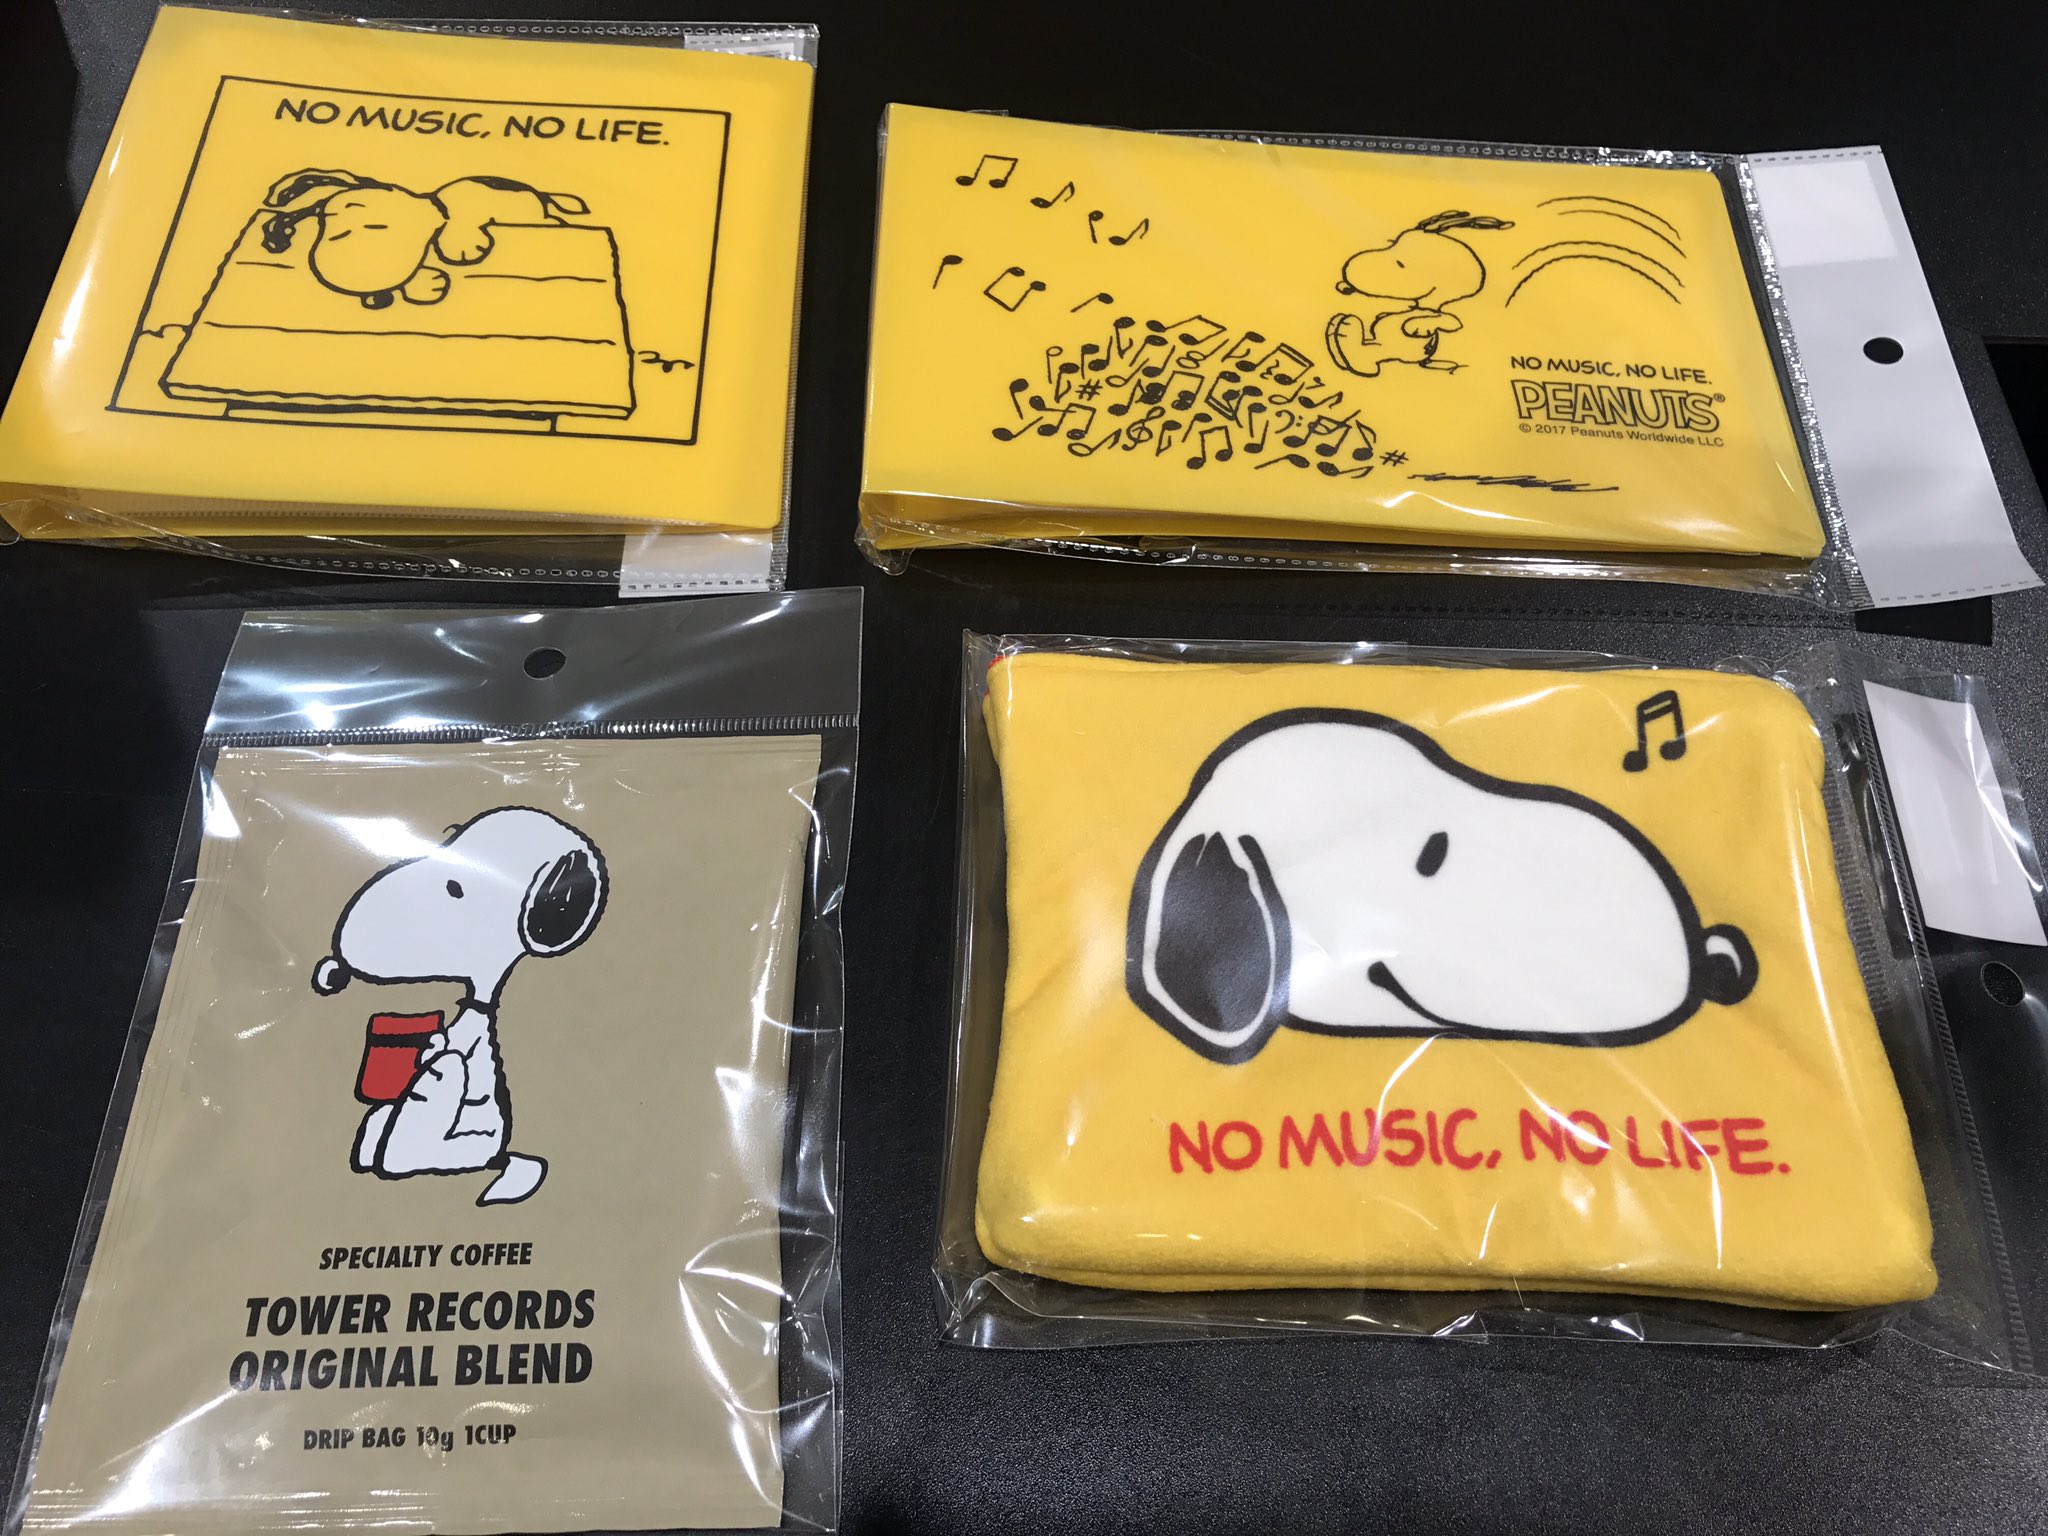 NO MUSIC, NO LIFE.
NO MUSIC, NO LIFE.
PEANUTS®
© 2017 Peanuts Worldwide LLC
SPECIALTY COFFEE
TOWER RECORDS
ORIGINAL BLEND
DRIP BAG 10g 1CUP
NO MUSIC, NO LIFE.